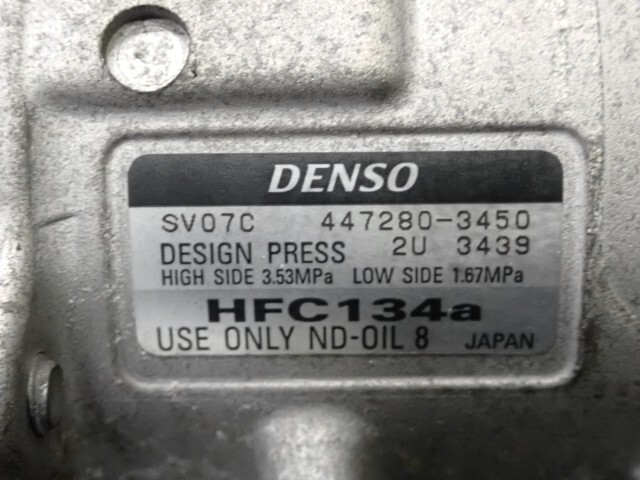 DENSO
SV07C 447280-3450
DESIGN PRESS 2U 3439
HIGH SIDE 3.53MPa LOW SIDE 1.67MPa
HFC134a
USE ONLY ND-OIL 8 JAPAN